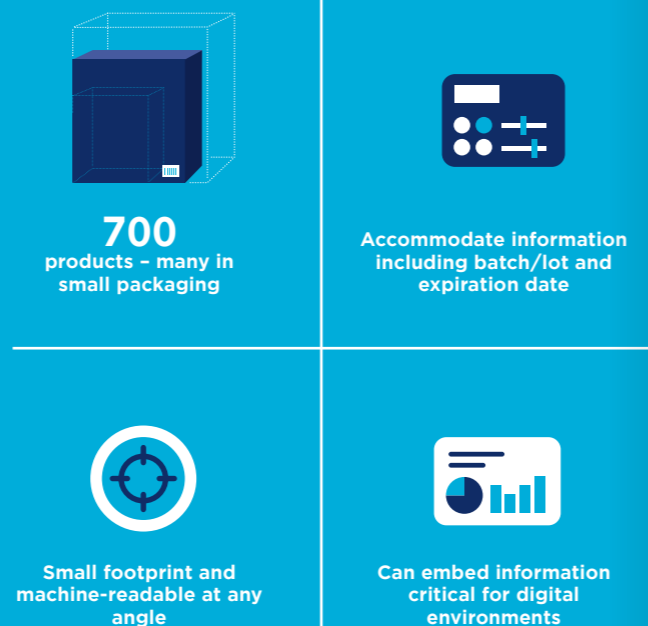 700
products – many in
small packaging
Accommodate information
including batch/lot and
expiration date
Small footprint and
machine-readable at any
angle
Can embed information
critical for digital
environments